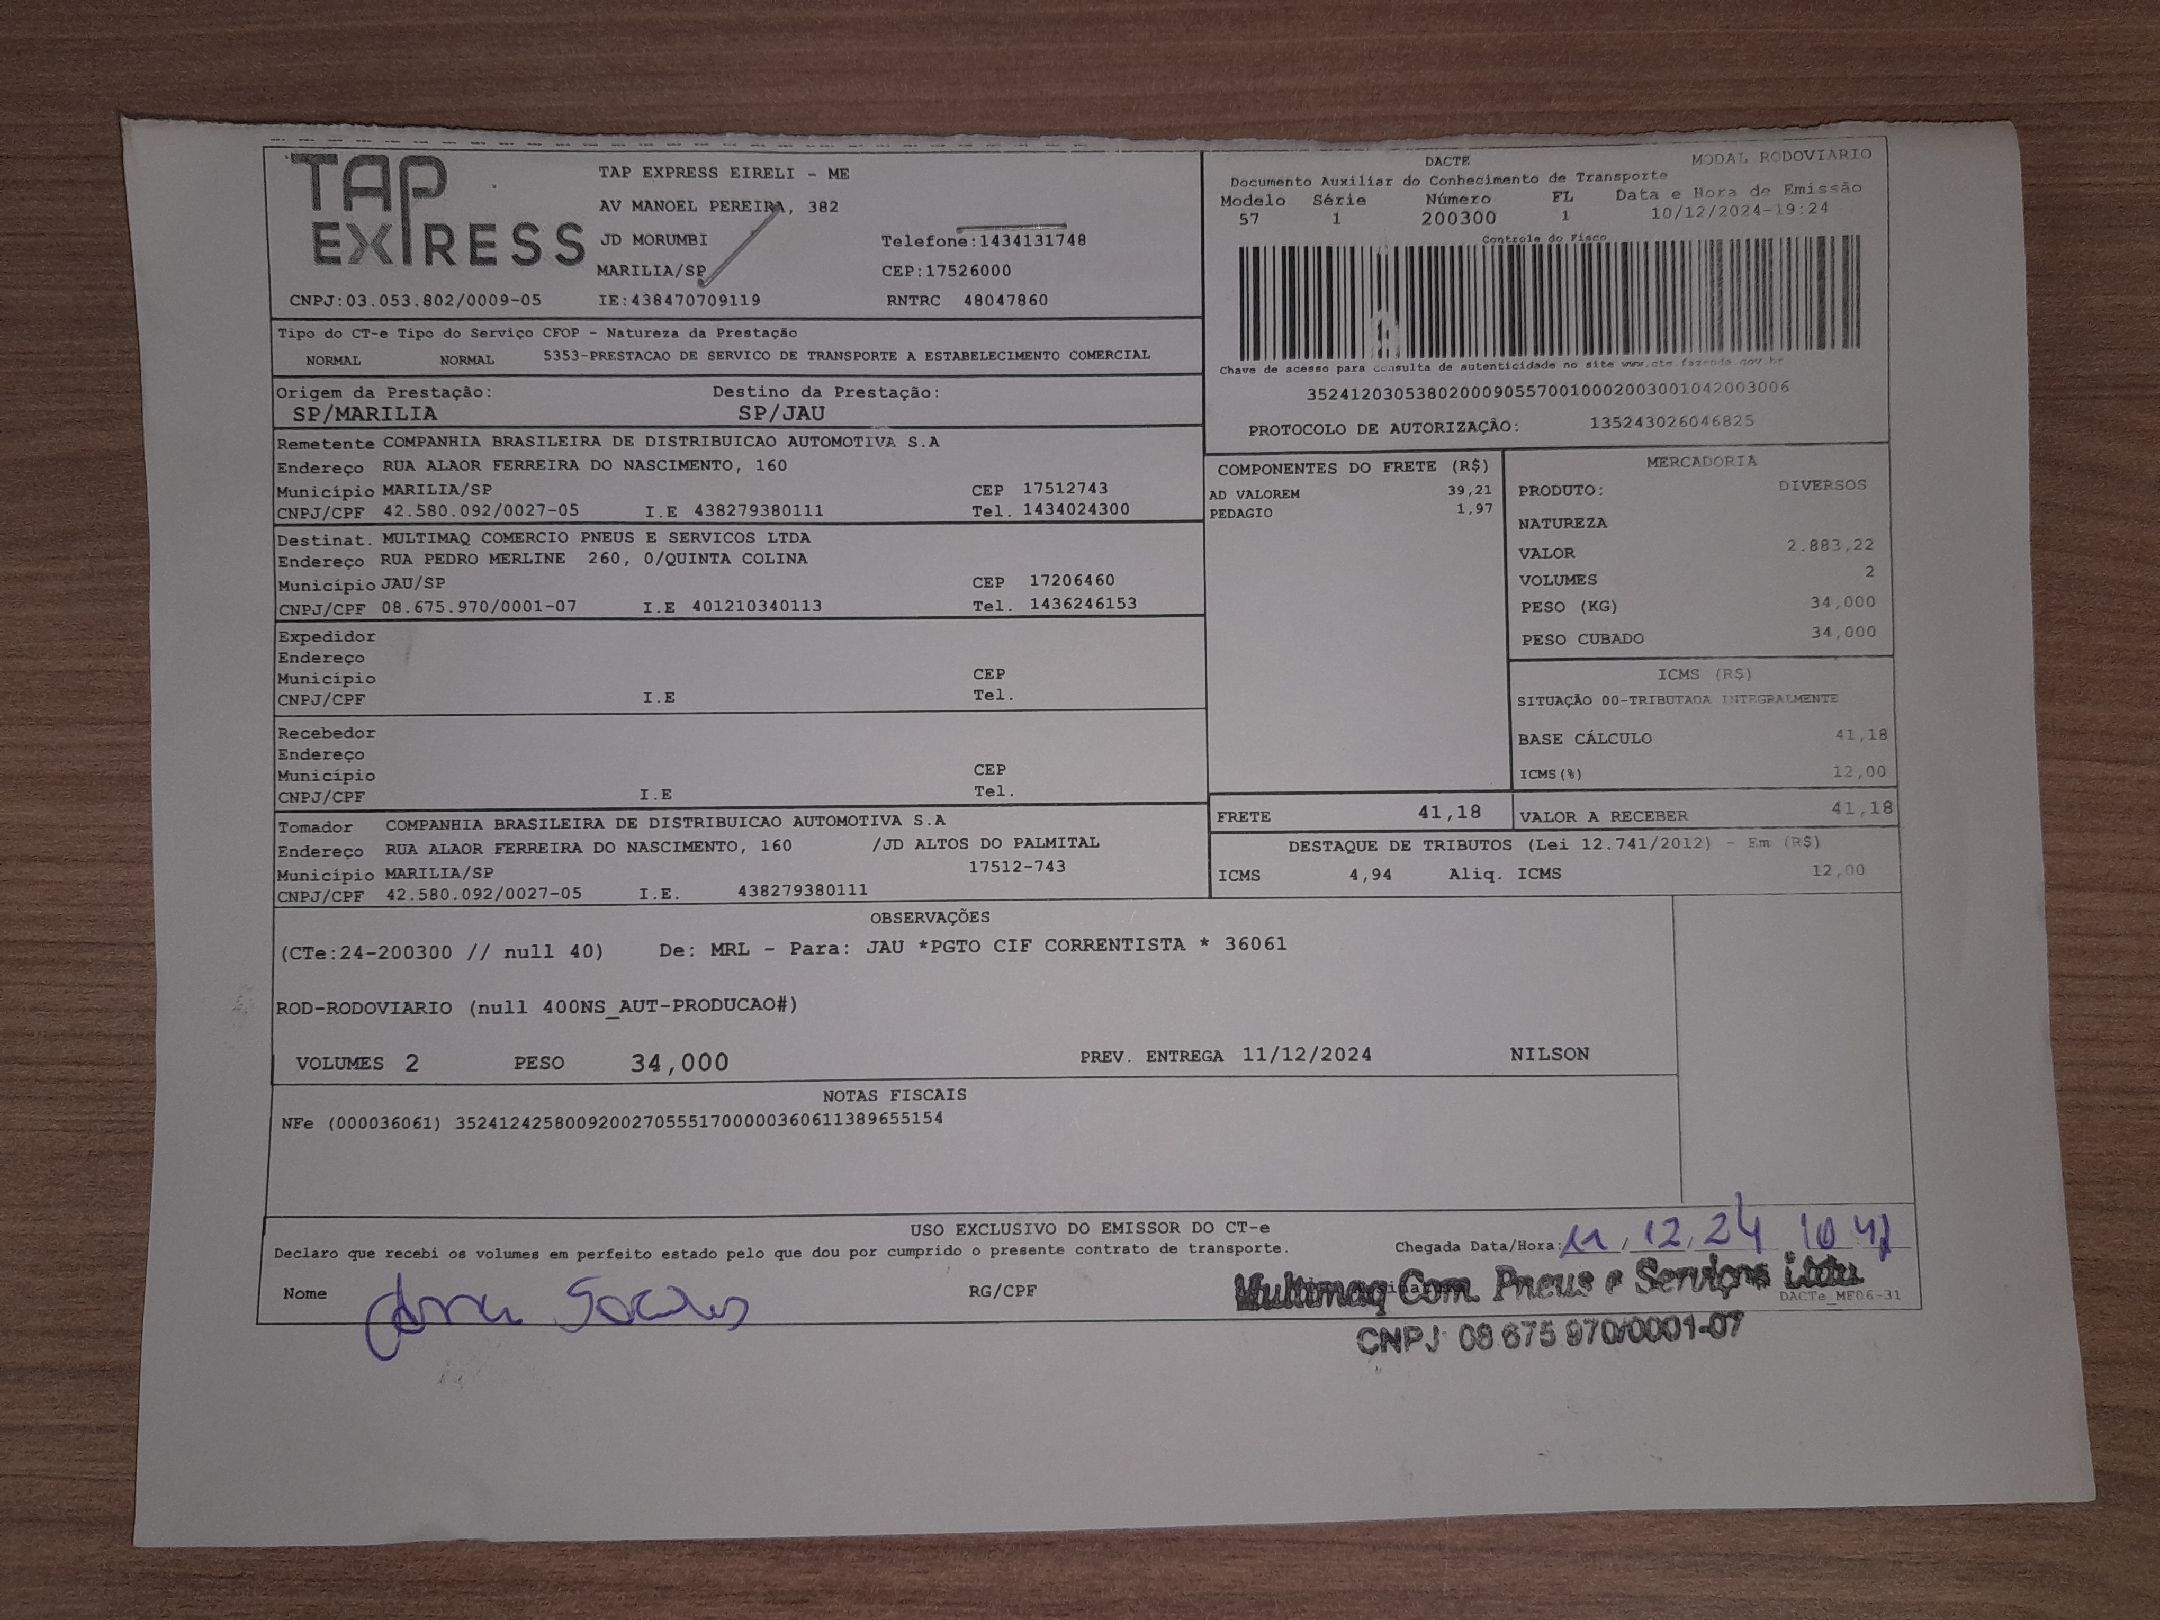 TAP EXPRESS
TAP EXPRESS EIRELI - ME
AV MANOEL PEREIRA, 382
JD MORUMBI Telefone:1434131748
MARILIA/SP CEP:17526000
CNPJ:03.053.802/0009-05 IE:438470709119 RNTRC 48047860
DACTE MODAL RODOVIARIO
Documento Auxiliar do Conhecimento de Transporte
Modelo Série Número FL Data e Hora de Emissão
57 1 200300 1 10/12/2024-19:24
Controle do Fisco
Chave de acesso para consulta de autenticidade no site www.cte.fazenda.gov.br
35241203053802000905570010002003001042003006
PROTOCOLO DE AUTORIZAÇÃO: 135243026046825
Tipo do CT-e Tipo do Serviço CFOP - Natureza da Prestação
NORMAL NORMAL 5353-PRESTACAO DE SERVICO DE TRANSPORTE A ESTABELECIMENTO COMERCIAL
Origem da Prestação: Destino da Prestação:
SP/MARILIA SP/JAU
Remetente COMPANHIA BRASILEIRA DE DISTRIBUICAO AUTOMOTIVA S.A
Endereço RUA ALAOR FERREIRA DO NASCIMENTO, 160
Município MARILIA/SP CEP 17512743
CNPJ/CPF 42.580.092/0027-05 I.E 438279380111 Tel. 1434024300
Destinat. MULTIMAQ COMERCIO PNEUS E SERVICOS LTDA
Endereço RUA PEDRO MERLINE 260, 0/QUINTA COLINA
Município JAU/SP CEP 17206460
CNPJ/CPF 08.675.970/0001-07 I.E 401210340113 Tel. 1436246153
Expedidor
Endereço
Município CEP
CNPJ/CPF I.E Tel.
Recebedor
Endereço
Município CEP
CNPJ/CPF I.E Tel.
Tomador COMPANHIA BRASILEIRA DE DISTRIBUICAO AUTOMOTIVA S.A
Endereço RUA ALAOR FERREIRA DO NASCIMENTO, 160 /JD ALTOS DO PALMITAL
Município MARILIA/SP 17512-743
CNPJ/CPF 42.580.092/0027-05 I.E. 438279380111
COMPONENTES DO FRETE (R$)
AD VALOREM 39,21
PEDAGIO 1,97
MERCADORIA
PRODUTO: DIVERSOS
NATUREZA
VALOR 2.883,22
VOLUMES 2
PESO (KG) 34,000
PESO CUBADO 34,000
ICMS (R$)
SITUAÇÃO 00-TRIBUTADA INTEGRALMENTE
BASE CÁLCULO 41,18
ICMS(%) 12,00
FRETE 41,18 VALOR A RECEBER 41,18
DESTAQUE DE TRIBUTOS (Lei 12.741/2012) - Em (R$)
ICMS 4,94 Aliq. ICMS 12,00
OBSERVAÇÕES
(CTe:24-200300 // null 40) De: MRL - Para: JAU *PGTO CIF CORRENTISTA * 36061
ROD-RODOVIARIO (null 400NS_AUT-PRODUCAO#)
VOLUMES 2 PESO 34,000 PREV. ENTREGA 11/12/2024 NILSON
NOTAS FISCAIS
NFe (000036061) 35241242580092002705551700000360611389655154
USO EXCLUSIVO DO EMISSOR DO CT-e
Declaro que recebi os volumes em perfeito estado pelo que dou por cumprido o presente contrato de transporte. Chegada Data/Hora: 11/12/24 10
Nome RG/CPF
Multimaq Com. Pneus e Serviços Ltda
DACTe_MF06-31
CNPJ 08 675 970/0001-07